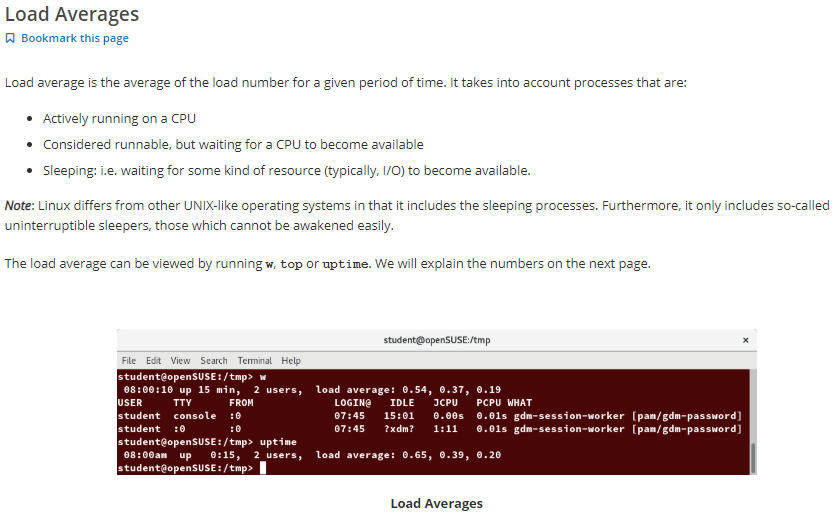 Load Averages
Bookmark this page
Load average is the average of the load number for a given period of time. It takes into account processes that are:
• Actively running on a CPU
• Considered runnable, but waiting for a CPU to become available
• Sleeping: i.e. waiting for some kind of resource (typically, I/O) to become available.
Note: Linux differs from other UNIX-like operating systems in that it includes the sleeping processes. Furthermore, it only includes so-called
uninterruptible sleepers, those which cannot be awakened easily.
The load average can be viewed by running w, top or uptime. We will explain the numbers on the next page.
student@openSUSE:/tmp ×
File Edit View Search Terminal Help
student@openSUSE:/tmp> w
08:00:10 up 15 min, 2 users, load average: 0.54, 0.37, 0.19
USER TTY FROM LOGIN@ IDLE JCPU PCPU WHAT
student console :0 07:45 15:01 0.00s 0.01s gdm-session-worker [pam/gdm-password]
student :0 :0 07:45 ?xdm? 1:11 0.01s gdm-session-worker [pam/gdm-password]
student@openSUSE:/tmp> uptime
08:00am up 0:15, 2 users, load average: 0.65, 0.39, 0.20
student@openSUSE:/tmp>
Load Averages